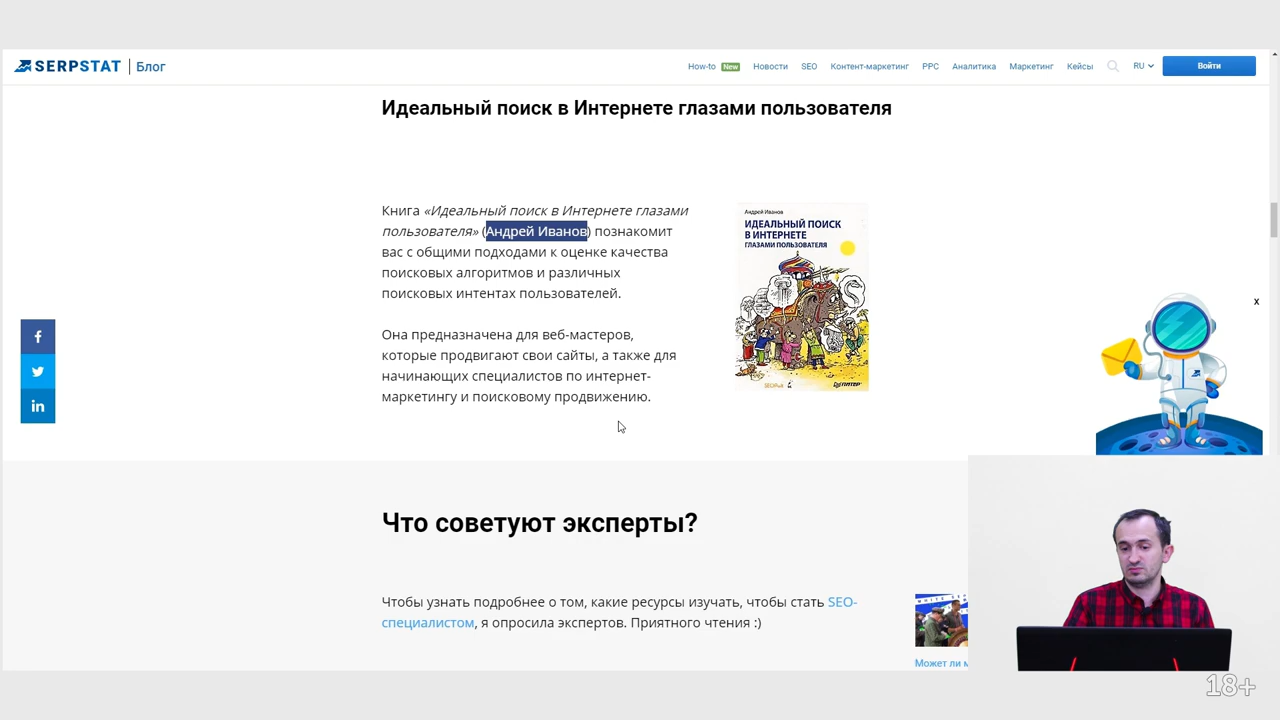 SERPSTAT | Блог
How-to New Новости SEO Контент-маркетинг PPC Аналитика Маркетинг Кейсы RU Войти
Идеальный поиск в Интернете глазами пользователя
Книга «Идеальный поиск в Интернете глазами
пользователя» (Андрей Иванов) познакомит
вас с общими подходами к оценке качества
поисковых алгоритмов и различных
поисковых интентах пользователей.
Она предназначена для веб-мастеров,
которые продвигают свои сайты, а также для
начинающих специалистов по интернет-
маркетингу и поисковому продвижению.
Андрей Иванов
ИДЕАЛЬНЫЙ ПОИСК
В ИНТЕРНЕТЕ
ГЛАЗАМИ ПОЛЬЗОВАТЕЛЯ
ПИТЕР
x
Что советуют эксперты?
Чтобы узнать подробнее о том, какие ресурсы изучать, чтобы стать SEO-
специалистом, я опросила экспертов. Приятного чтения :)
Может ли
18+